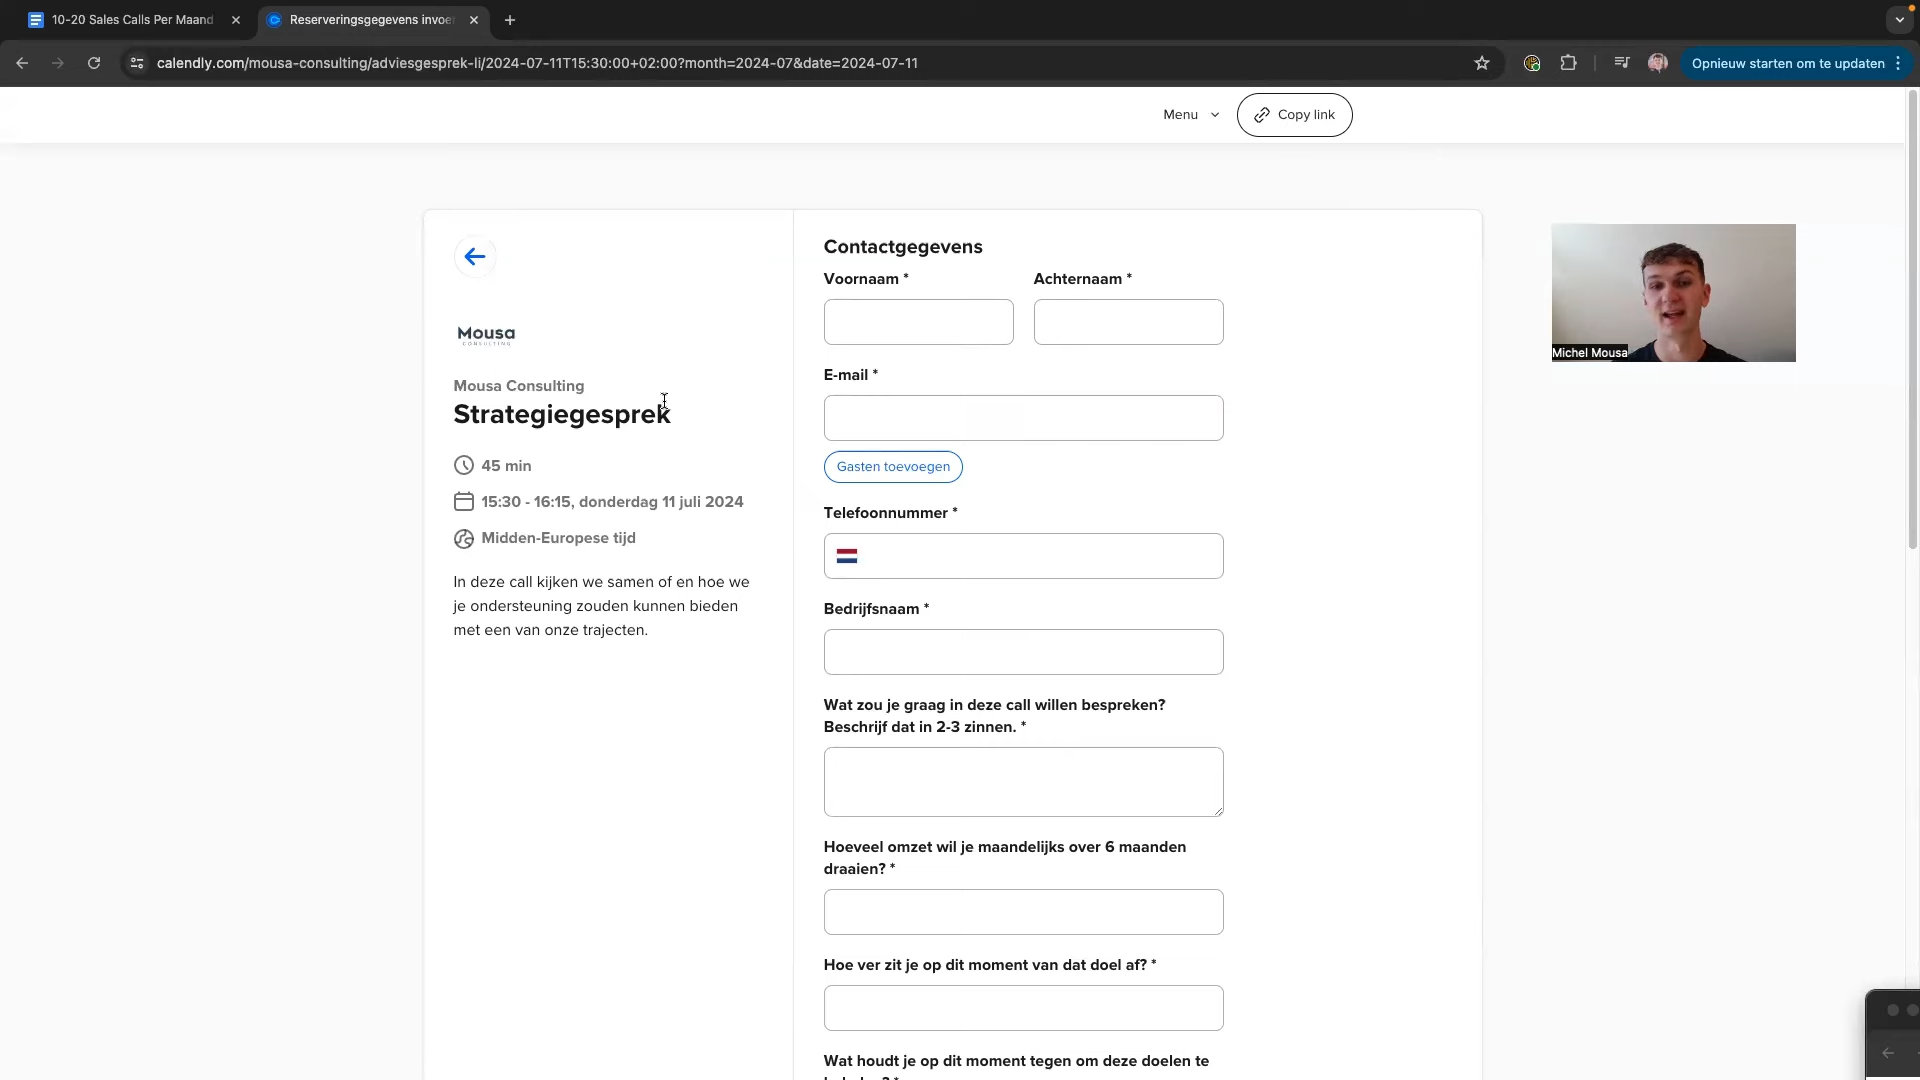 10-20 Sales Calls Per Maand
Reserveringsgegevens invoer
calendly.com/mousa-consulting/adviesgesprek-li/2024-07-11T15:30:00+02:00?month=2024-07&date=2024-07-11
Opnieuw starten om te updaten
Menu
Copy link
Mousa
CONSULTING
Mousa Consulting
Strategiegesprek
45 min
15:30 - 16:15, donderdag 11 juli 2024
Midden-Europese tijd
In deze call kijken we samen of en hoe we
je ondersteuning zouden kunnen bieden
met een van onze trajecten.
Contactgegevens
Voornaam *
Achternaam *
E-mail *
Gasten toevoegen
Telefoonnummer *
Bedrijfsnaam *
Wat zou je graag in deze call willen bespreken?
Beschrijf dat in 2-3 zinnen. *
Hoeveel omzet wil je maandelijks over 6 maanden
draaien? *
Hoe ver zit je op dit moment van dat doel af? *
Wat houdt je op dit moment tegen om deze doelen te
Michel Mousa